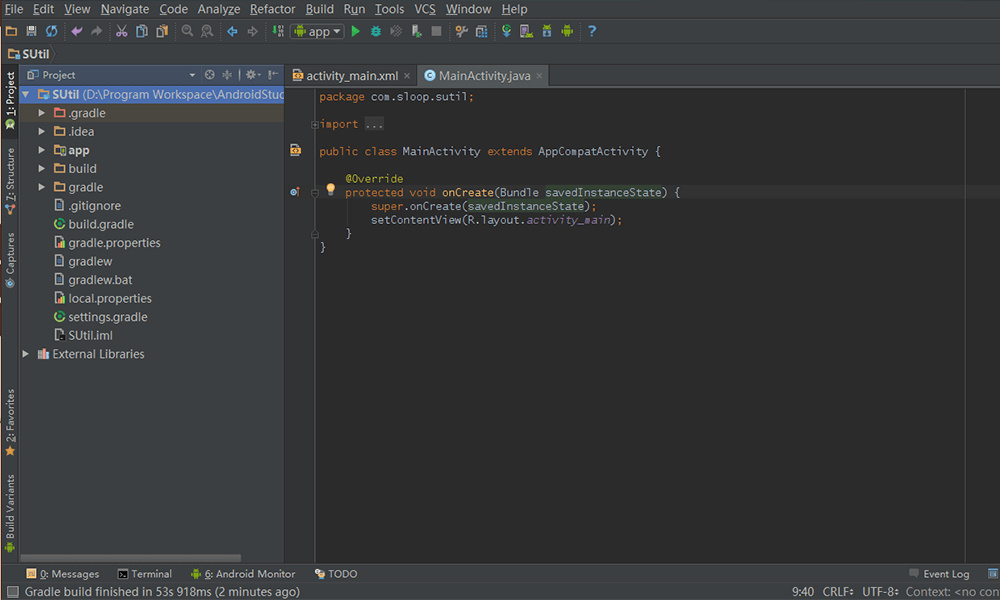 File Edit View Navigate Code Analyze Refactor Build Run Tools VCS Window Help
app
SUtil
Project
activity_main.xml
MainActivity.java
1: Project
7: Structure
Captures
2: Favorites
Build Variants
SUtil (D:\Program Workspace\AndroidStud
.gradle
.idea
app
build
gradle
.gitignore
build.gradle
gradle.properties
gradlew
gradlew.bat
local.properties
settings.gradle
SUtil.iml
External Libraries
package com.sloop.sutil;
import ...
public class MainActivity extends AppCompatActivity {
@Override
protected void onCreate(Bundle savedInstanceState) {
super.onCreate(savedInstanceState);
setContentView(R.layout.activity_main);
}
}
0: Messages Terminal 6: Android Monitor TODO Event Log
Gradle build finished in 53s 918ms (2 minutes ago) 9:40 CRLF UTF-8 Context: <no con